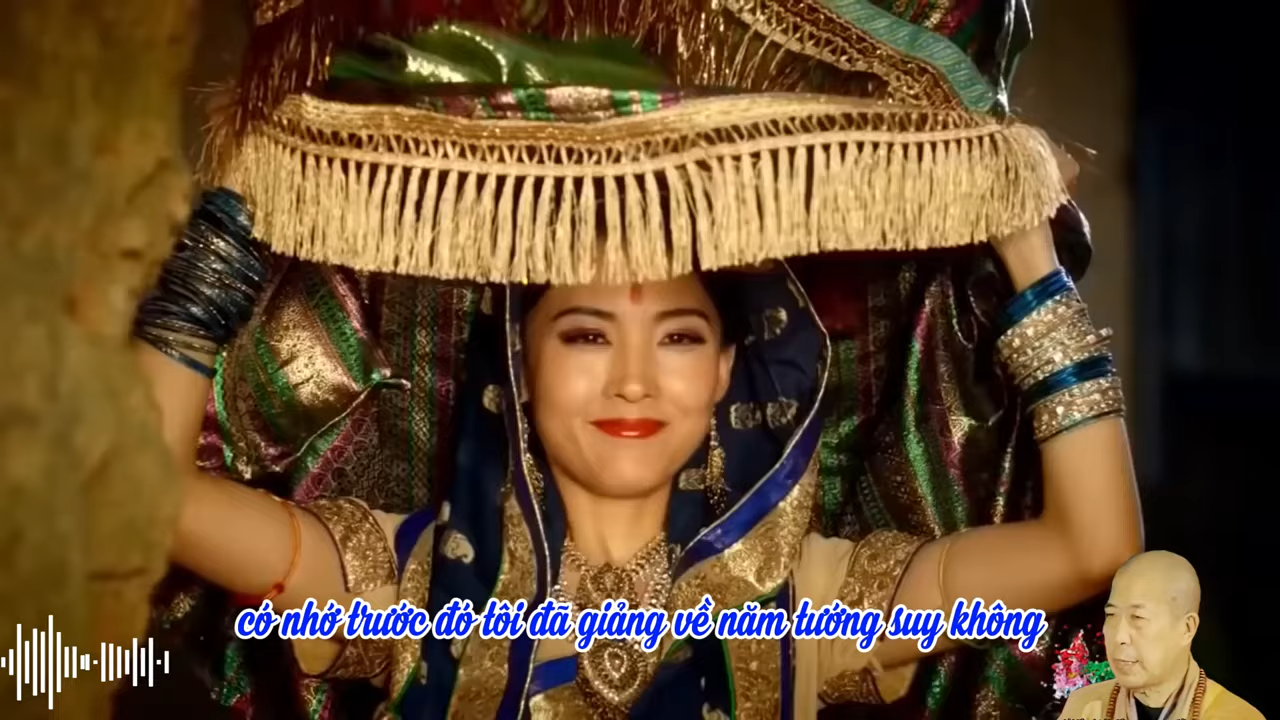 có nhớ trước đó tôi đã giảng về năm tướng suy không